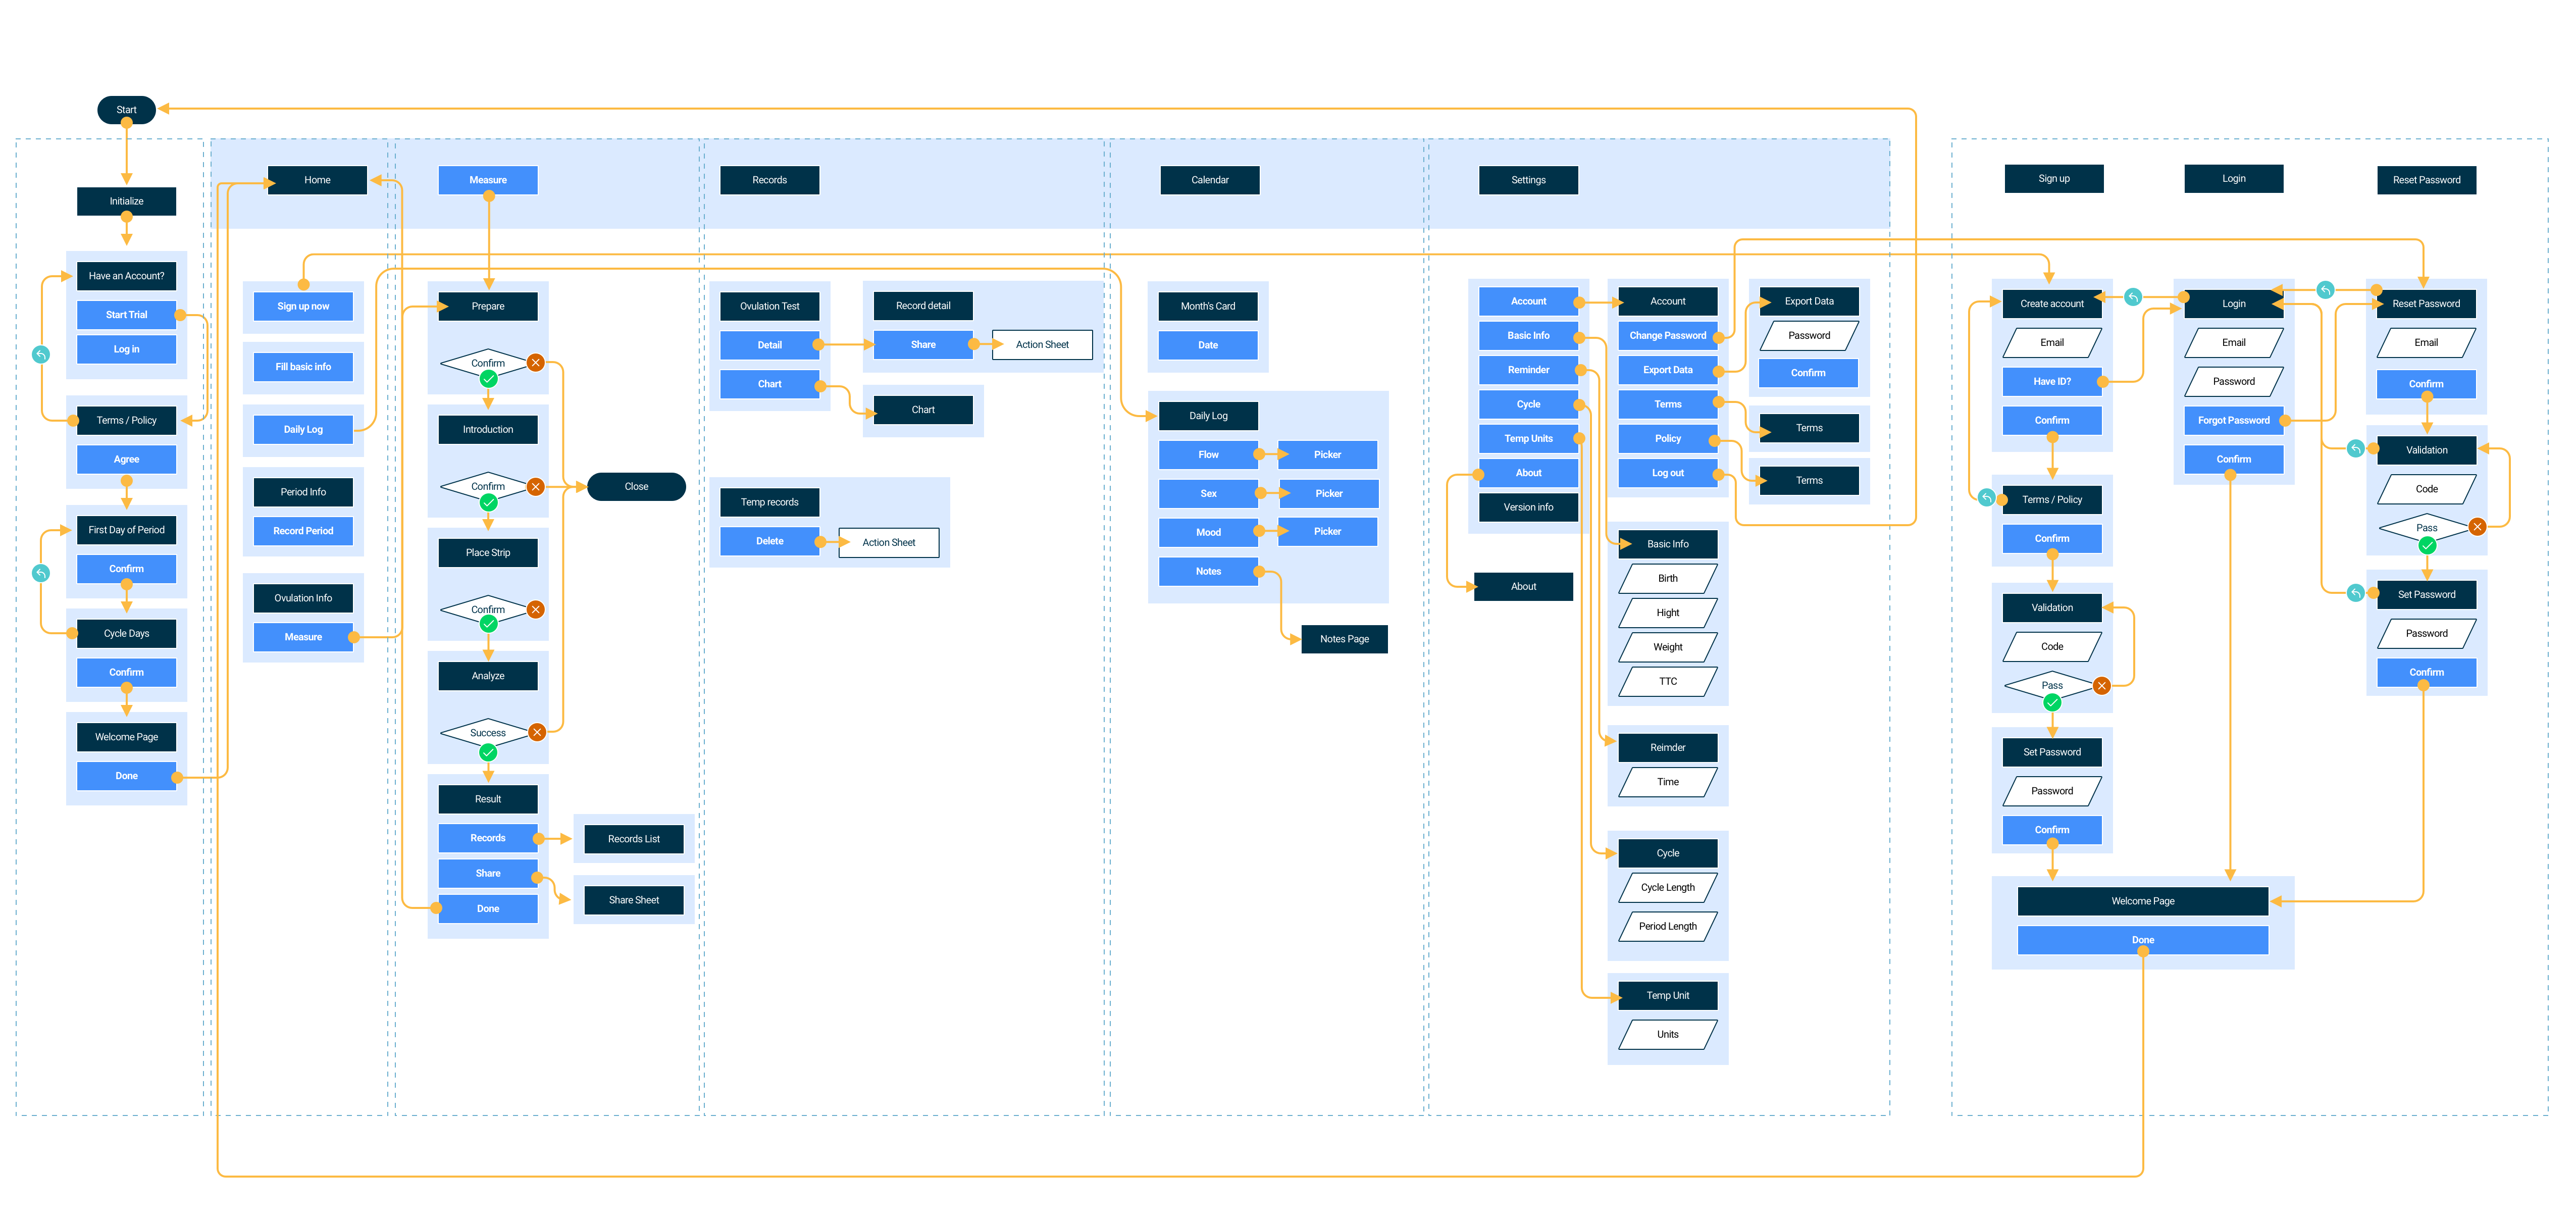 Start
Initialize
Have an Account?
Start Trial
Log in
Terms / Policy
Agree
First Day of Period
Confirm
Cycle Days
Confirm
Welcome Page
Done
Home
Sign up now
Fill basic info
Daily Log
Period Info
Record Period
Ovulation Info
Measure
Measure
Prepare
Confirm
Introduction
Confirm
Place Strip
Confirm
Analyze
Success
Result
Records
Share
Done
Close
Records List
Share Sheet
Records
Ovulation Test
Detail
Chart
Record detail
Share
Action Sheet
Chart
Temp records
Delete
Action Sheet
Calendar
Month's Card
Date
Daily Log
Flow
Picker
Sex
Picker
Mood
Picker
Notes
Notes Page
Settings
Account
Basic Info
Reminder
Cycle
Temp Units
About
Version info
About
Account
Change Password
Export Data
Terms
Policy
Log out
Export Data
Password
Confirm
Terms
Terms
Basic Info
Birth
Hight
Weight
TTC
Reimder
Time
Cycle
Cycle Length
Period Length
Temp Unit
Units
Sign up
Create account
Email
Have ID?
Confirm
Terms / Policy
Confirm
Validation
Code
Pass
Set Password
Password
Confirm
Login
Login
Email
Password
Forgot Password
Confirm
Reset Password
Reset Password
Email
Confirm
Validation
Code
Pass
Set Password
Password
Confirm
Welcome Page
Done